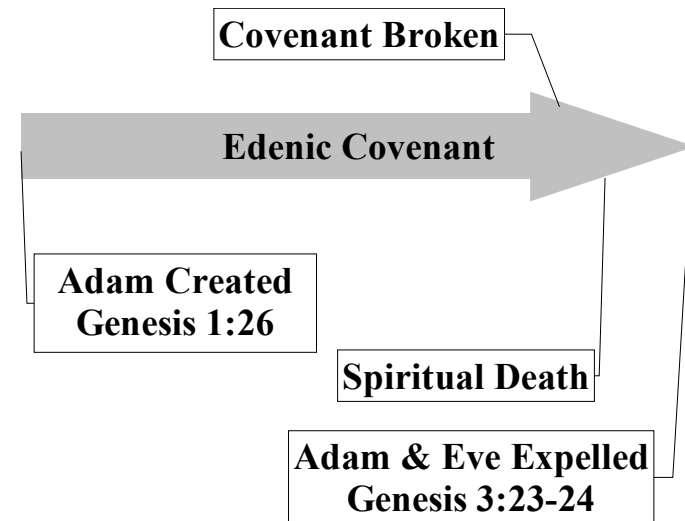 Covenant Broken
Edenic Covenant
Adam Created
Genesis 1:26
Spiritual Death
Adam & Eve Expelled
Genesis 3:23-24